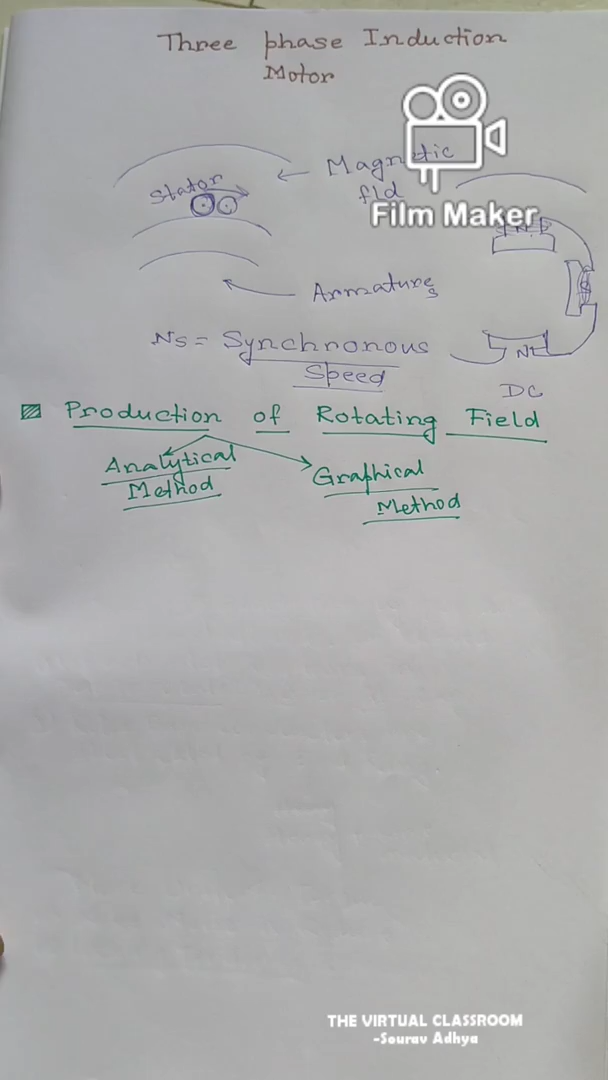 Three phase Induction
Motor
Magnetic
fld
Stator
Film Maker
N
Armature
S
Ns = Synchronous
Speed
N
DC
Production of Rotating Field
Analytical
Method
Graphical
Method
THE VIRTUAL CLASSROOM
-Sourav Adhya